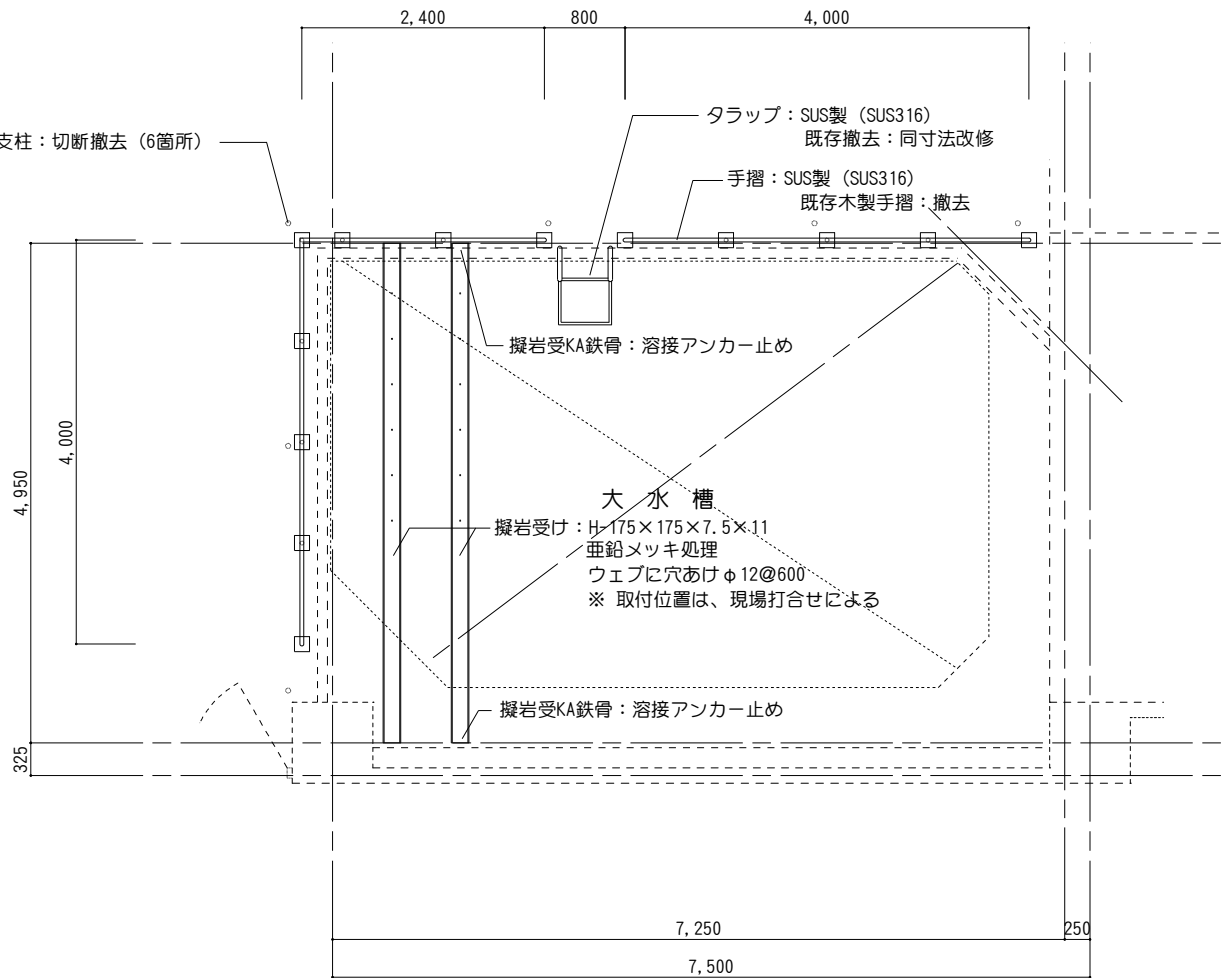 2,400
800
4,000
タラップ：SUS製（SUS316）
既存撤去：同寸法改修
支柱：切断撤去（6箇所）
手摺：SUS製（SUS316）
既存木製手摺：撤去
擬岩受KA鉄骨：溶接アンカー止め
4,000
4,950
大 水 槽
擬岩受け：H-175×175×7.5×11
亜鉛メッキ処理
ウェブに穴あけφ12@600
※ 取付位置は、現場打合せによる
擬岩受KA鉄骨：溶接アンカー止め
325
7,250
250
7,500